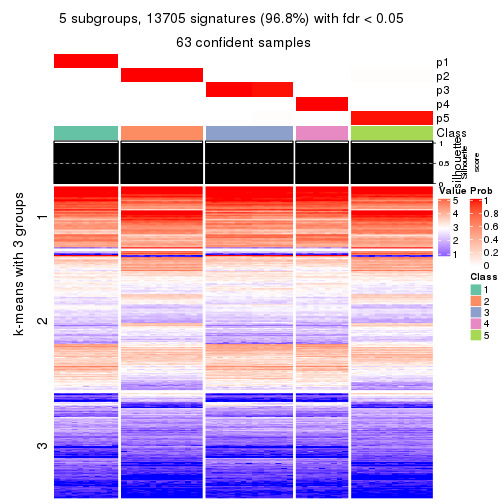 5 subgroups, 13705 signatures (96.8%) with fdr < 0.05
63 confident samples
p1
p2
p3
p4
p5
Class
1
0.5
0
silhouette
Silhouette
score
k-means with 3 groups
1
2
3
Value
5
4
3
2
1
Prob
1
0.8
0.6
0.4
0.2
0
Class
1
2
3
4
5